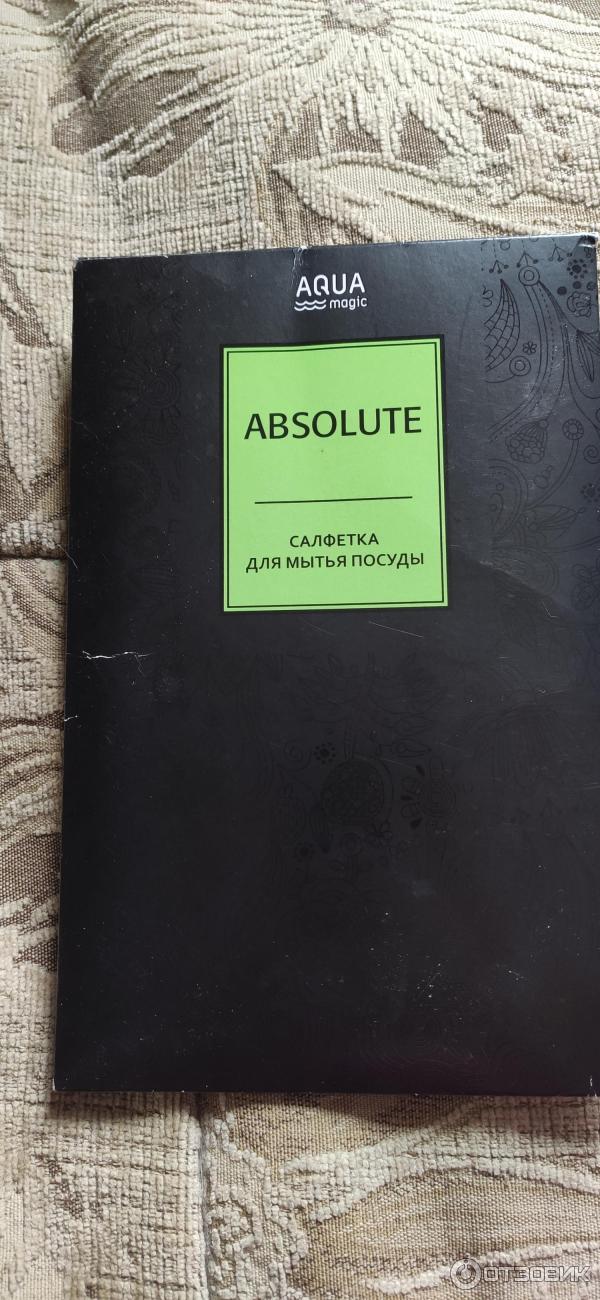 AQUA
magic
ABSOLUTE
САЛФЕТКА
ДЛЯ МЫТЬЯ ПОСУДЫ
ОТЗОВИК